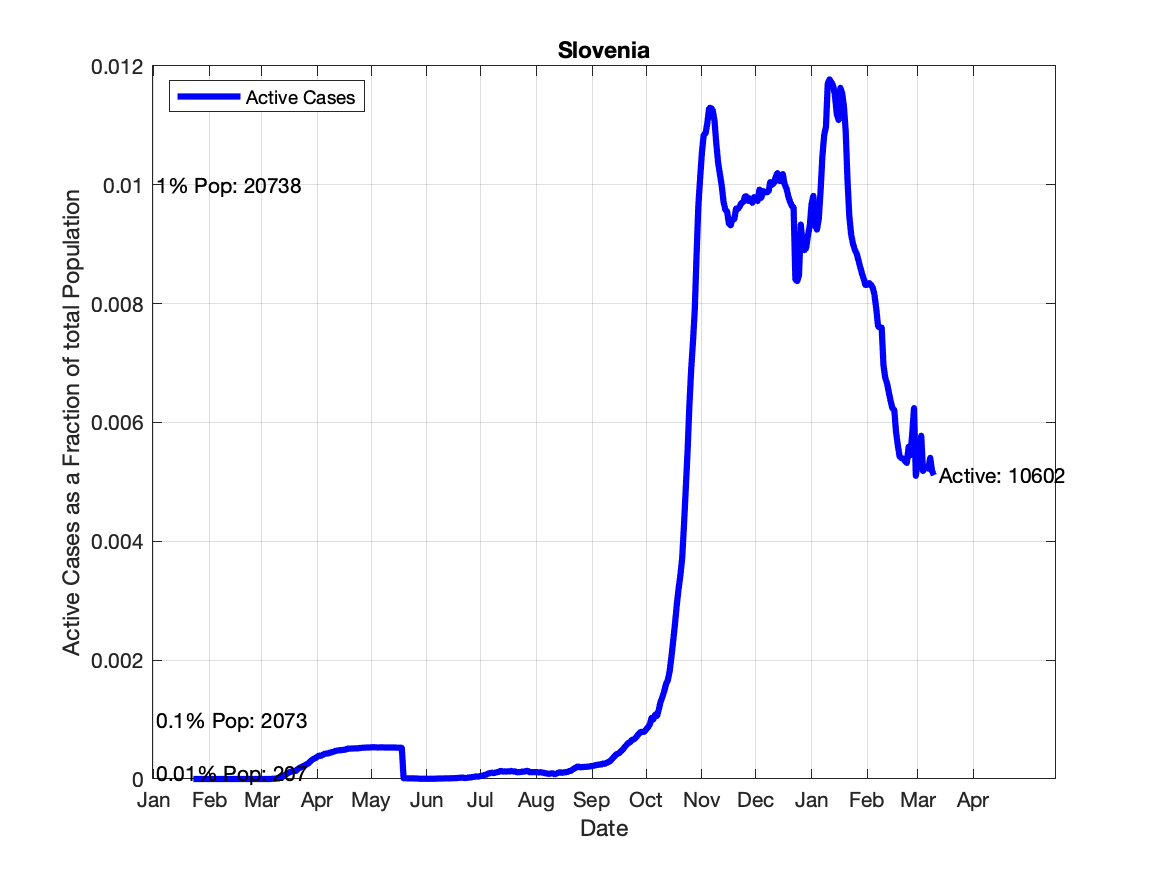 Slovenia
0.012
Active Cases
0.01
1% Pop: 20738
0.008
0.006
Active: 10602
0.004
0.002
0.1% Pop: 2073
0.01% Pop: 207
0
Jan Feb Mar Apr May Jun Jul Aug Sep Oct Nov Dec Jan Feb Mar Apr
Date
Active Cases as a Fraction of total Population